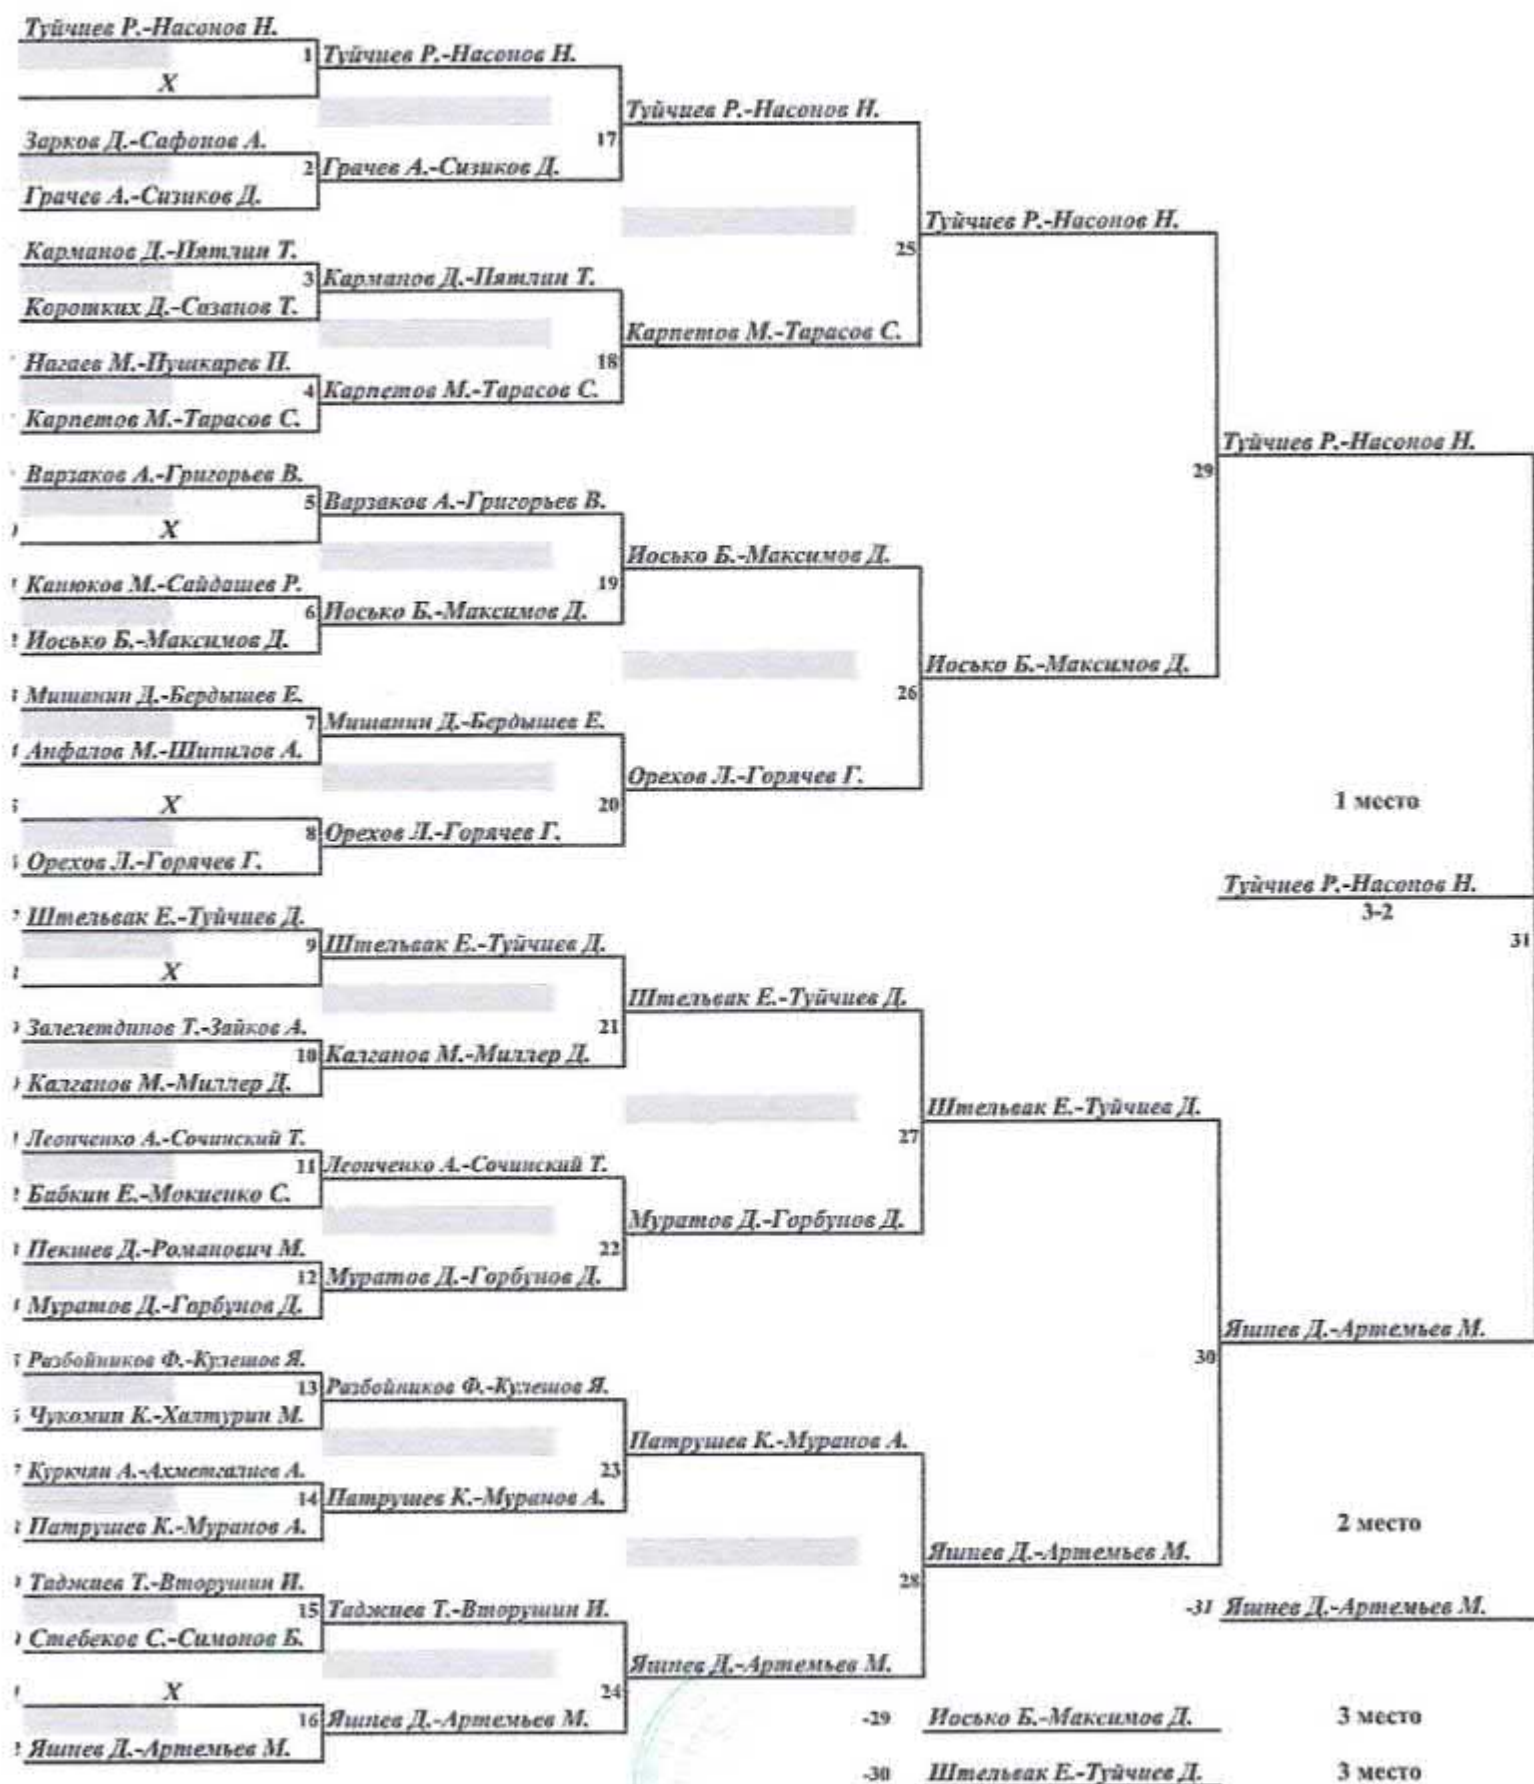 Туйчиев Р.-Насонов Н.
1 Туйчиев Р.-Насонов Н.
X
Туйчиев Р.-Насонов Н.
17
Зарков Д.-Сафонов А.
2 Грачев А.-Сизиков Д.
Грачев А.-Сизиков Д.
Туйчиев Р.-Насонов Н.
25
Карманов Д.-Пятлин Т.
3 Карманов Д.-Пятлин Т.
Коротких Д.-Сазанов Т.
Карпетов М.-Тарасов С.
18
Нагаев М.-Пушкарев П.
4 Карпетов М.-Тарасов С.
Карпетов М.-Тарасов С.
Туйчиев Р.-Насонов Н.
29
Варзаков А.-Григорьев В.
5 Варзаков А.-Григорьев В.
X
Иосько Б.-Максимов Д.
19
Канюков М.-Сайдашев Р.
6 Иосько Б.-Максимов Д.
Иосько Б.-Максимов Д.
Иосько Б.-Максимов Д.
26
Мишанин Д.-Бердышев Е.
7 Мишанин Д.-Бердышев Е.
Анфалов М.-Шипилов А.
Орехов Л.-Горячев Г.
20
1 место
X
8 Орехов Л.-Горячев Г.
Орехов Л.-Горячев Г.
Туйчиев Р.-Насонов Н.
3-2
31
Штельвак Е.-Туйчиев Д.
9 Штельвак Е.-Туйчиев Д.
X
Штельвак Е.-Туйчиев Д.
21
Залелетдинов Т.-Зайков А.
10 Калганов М.-Миллер Д.
Калганов М.-Миллер Д.
Штельвак Е.-Туйчиев Д.
27
Леонченко А.-Сочинский Т.
11 Леонченко А.-Сочинский Т.
Бабкин Е.-Мокиенко С.
Муратов Д.-Горбунов Д.
22
Пекшев Д.-Романович М.
12 Муратов Д.-Горбунов Д.
Муратов Д.-Горбунов Д.
Яшнев Д.-Артемьев М.
30
Разбойников Ф.-Кулешов Я.
13 Разбойников Ф.-Кулешов Я.
Чукомин К.-Халтурин М.
Патрушев К.-Муранов А.
23
Куркчян А.-Ахметгалиев А.
14 Патрушев К.-Муранов А.
Патрушев К.-Муранов А.
2 место
Яшнев Д.-Артемьев М.
28
Таджиев Т.-Вторушин И.
15 Таджиев Т.-Вторушин И.
-31 Яшнев Д.-Артемьев М.
Стебеков С.-Симонов Б.
Яшнев Д.-Артемьев М.
24
X
16 Яшнев Д.-Артемьев М.
-29 Иосько Б.-Максимов Д. 3 место
Яшнев Д.-Артемьев М.
-30 Штельвак Е.-Туйчиев Д. 3 место